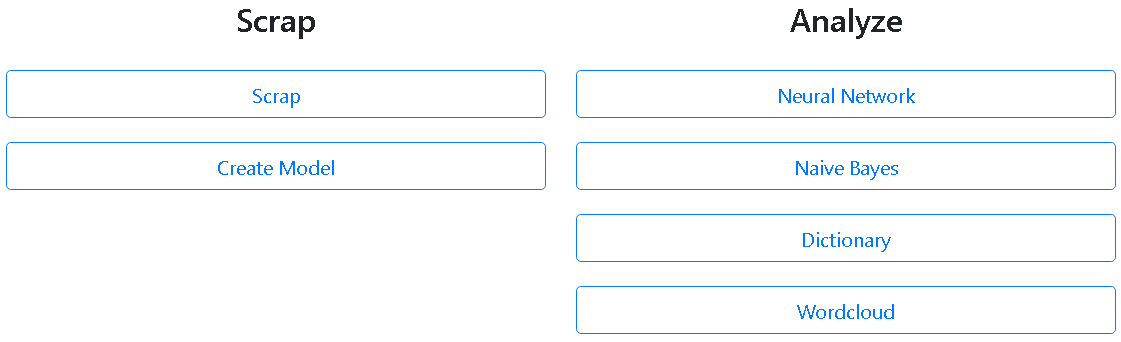 Scrap
Scrap
Create Model
Analyze
Neural Network
Naive Bayes
Dictionary
Wordcloud